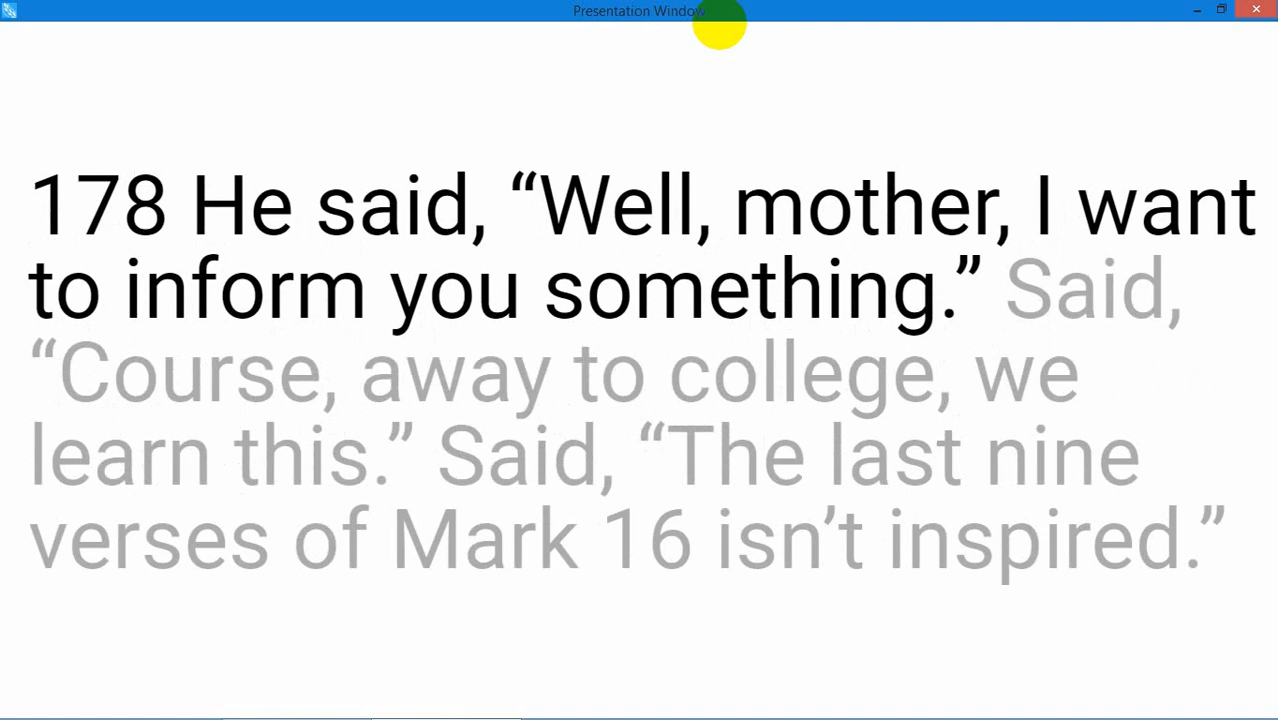 Presentation Window
178 He said, “Well, mother, I want
to inform you something.” Said,
“Course, away to college, we
learn this.” Said, “The last nine
verses of Mark 16 isn’t inspired.”